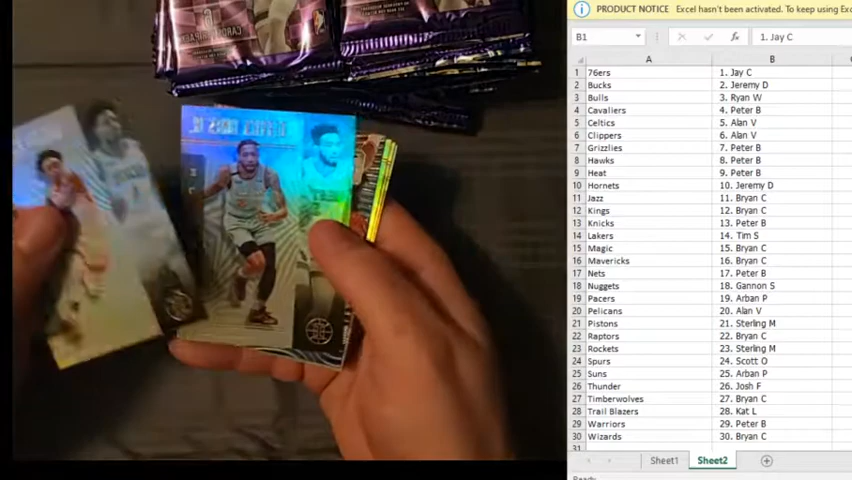 PRODUCT NOTICE Excel hasn't been activated. To keep using Exc
B1 fx 1. Jay C
A B
1 76ers 1. Jay C
2 Bucks 2. Jeremy D
3 Bulls 3. Ryan W
4 Cavaliers 4. Peter B
5 Celtics 5. Alan V
6 Clippers 6. Alan V
7 Grizzlies 7. Peter B
8 Hawks 8. Peter B
9 Heat 9. Peter B
10 Hornets 10. Jeremy D
11 Jazz 11. Bryan C
12 Kings 12. Bryan C
13 Knicks 13. Peter B
14 Lakers 14. Tim S
15 Magic 15. Bryan C
16 Mavericks 16. Bryan C
17 Nets 17. Peter B
18 Nuggets 18. Gannon S
19 Pacers 19. Arban P
20 Pelicans 20. Alan V
21 Pistons 21. Sterling M
22 Raptors 22. Bryan C
23 Rockets 23. Sterling M
24 Spurs 24. Scott O
25 Suns 25. Arban P
26 Thunder 26. Josh F
27 Timberwolves 27. Bryan C
28 Trail Blazers 28. Kat L
29 Warriors 29. Peter B
30 Wizards 30. Bryan C
31
Sheet1 Sheet2
Ready